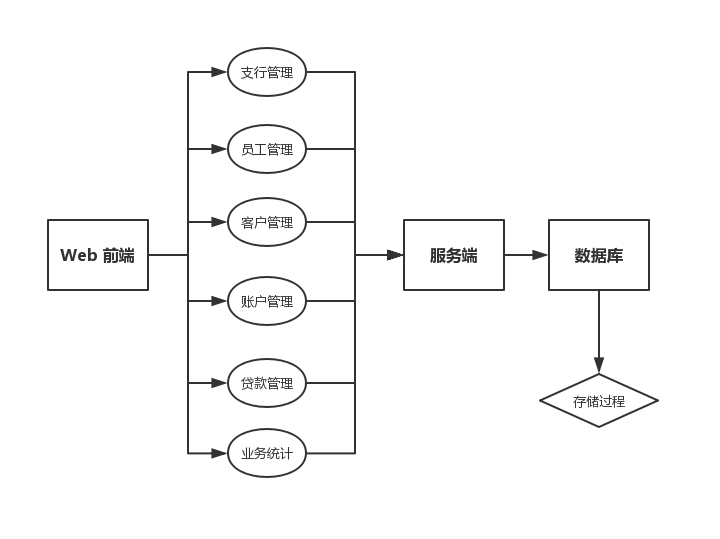 支行管理
员工管理
客户管理
Web 前端
服务端
数据库
账户管理
贷款管理
存储过程
业务统计